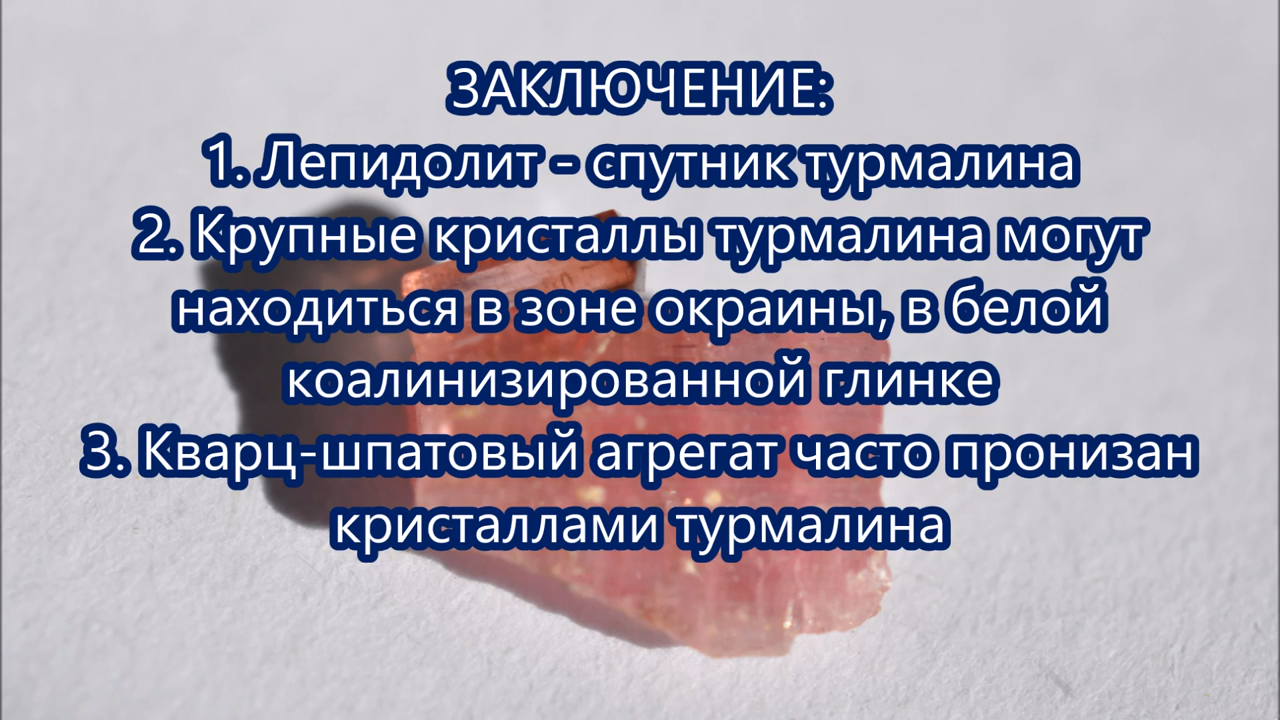 ЗАКЛЮЧЕНИЕ:
1. Лепидолит - спутник турмалина
2. Крупные кристаллы турмалина могут
находиться в зоне окраины, в белой
коалинизированной глинке
3. Кварц-шпатовый агрегат часто пронизан
кристаллами турмалина